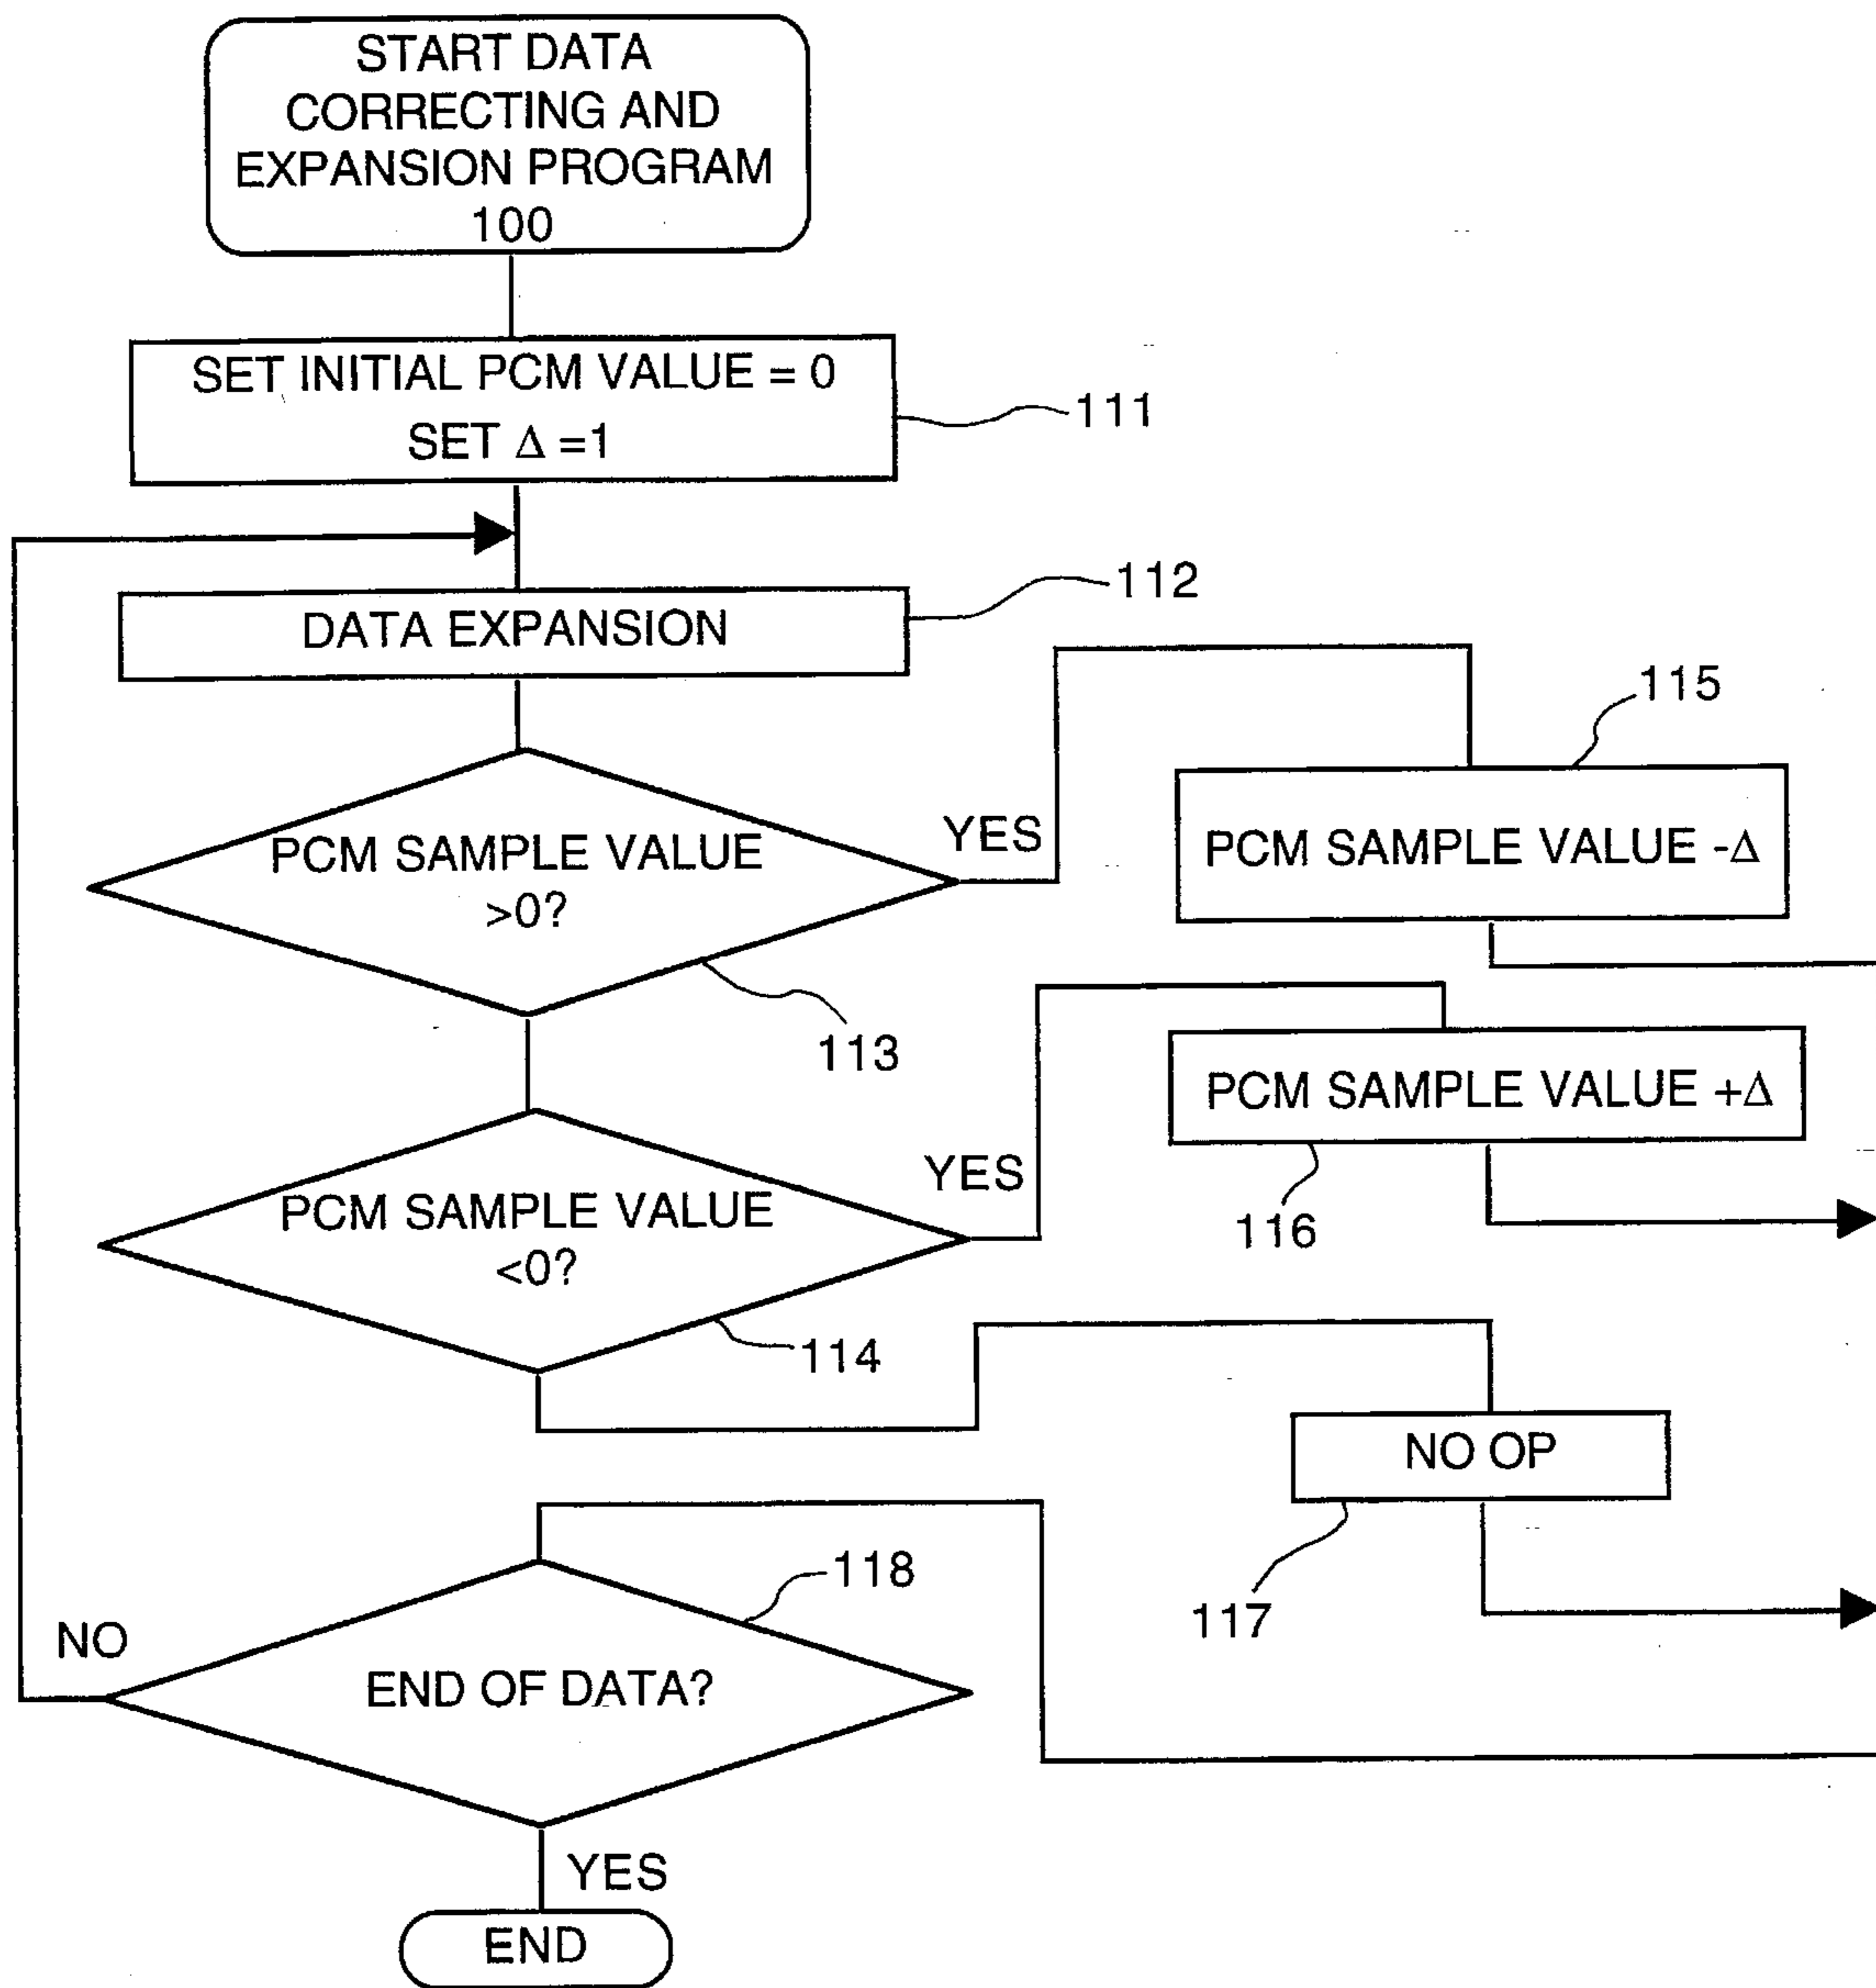 START DATA
CORRECTING AND
EXPANSION PROGRAM
100
SET INITIAL PCM VALUE = 0
SET Δ =1
111
112
DATA EXPANSION
115
PCM SAMPLE VALUE
>0?
YES
PCM SAMPLE VALUE -Δ
113
PCM SAMPLE VALUE +Δ
116
PCM SAMPLE VALUE
<0?
YES
114
NO OP
117
118
NO
END OF DATA?
YES
END